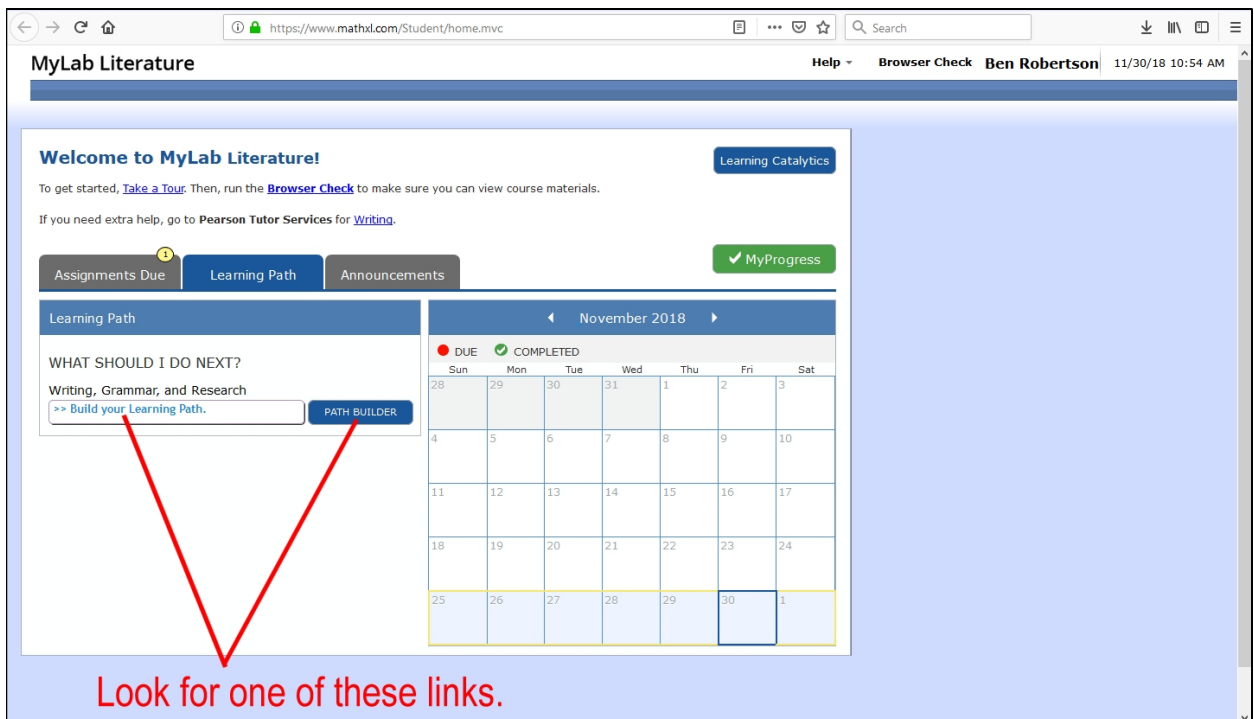 https://www.mathxl.com/Student/home.mvc
Search
MyLab Literature
Help
Browser Check
Ben Robertson
11/30/18 10:54 AM
Welcome to MyLab Literature!
Learning Catalytics
To get started, Take a Tour. Then, run the Browser Check to make sure you can view course materials.
If you need extra help, go to Pearson Tutor Services for Writing.
1
Assignments Due
Learning Path
Announcements
MyProgress
Learning Path
WHAT SHOULD I DO NEXT?
Writing, Grammar, and Research
>> Build your Learning Path.
PATH BUILDER
November 2018
DUE COMPLETED
Sun Mon Tue Wed Thu Fri Sat
28 29 30 31 1 2 3
4 5 6 7 8 9 10
11 12 13 14 15 16 17
18 19 20 21 22 23 24
25 26 27 28 29 30 1
Look for one of these links.